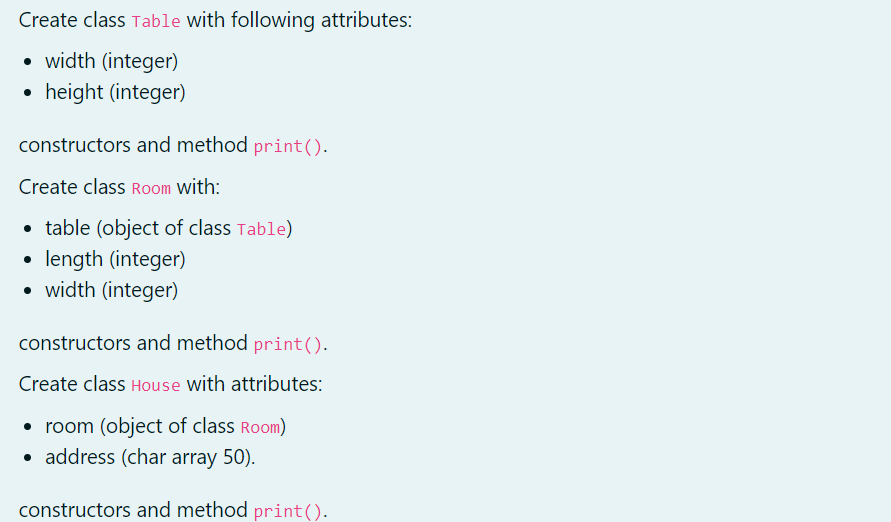 Create class Table with following attributes:
• width (integer)
• height (integer)
constructors and method print().
Create class Room with:
• table (object of class Table)
• length (integer)
• width (integer)
constructors and method print().
Create class House with attributes:
• room (object of class Room)
• address (char array 50).
constructors and method print().